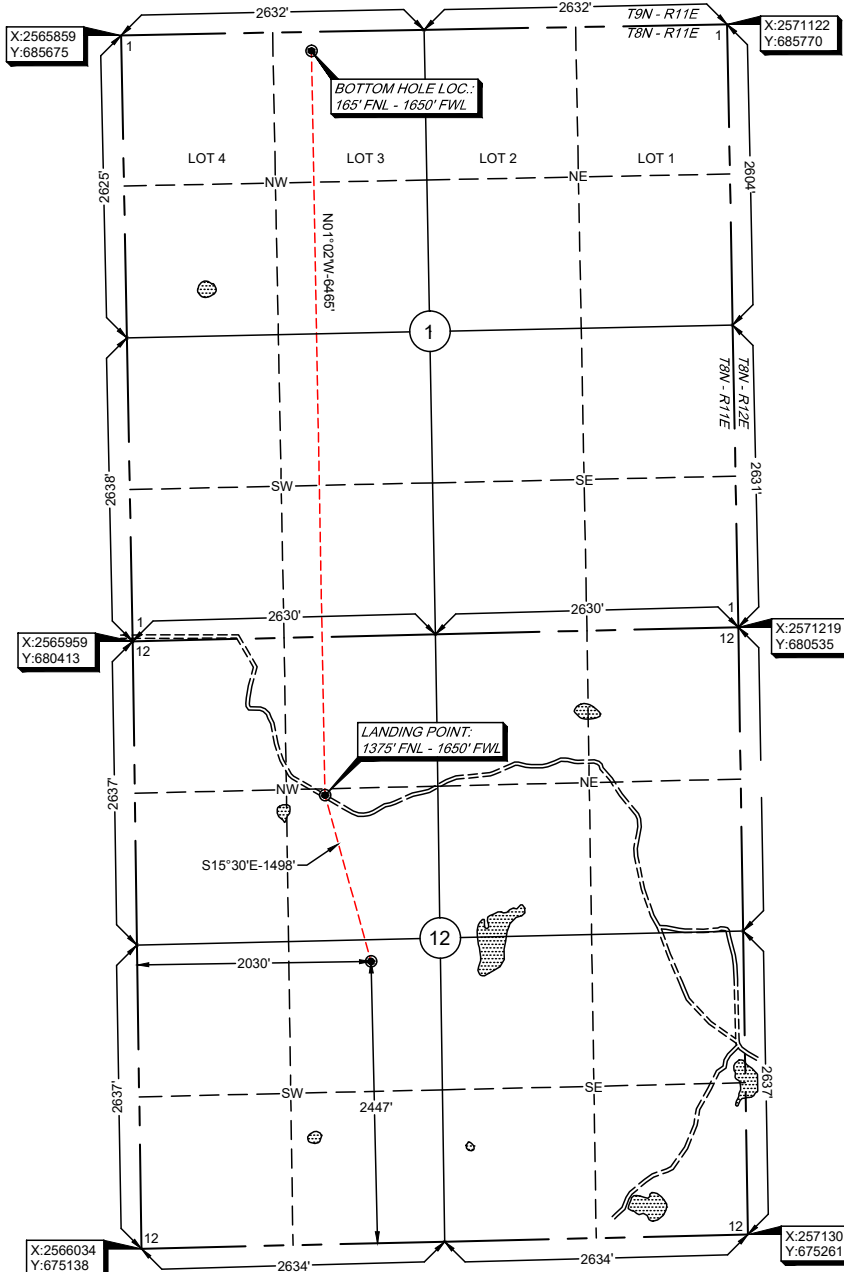 2632'
2632'
T9N - R11E
T8N - R11E
X:2565859
Y:685675
X:2571122
Y:685770
1
1
BOTTOM HOLE LOC.:
165' FNL - 1650' FWL
LOT 4
LOT 3
LOT 2
LOT 1
NW
NE
2625'
2604'
N01°02'W-6465'
1
T8N - R12E
T8N - R11E
2638'
2631'
SW
SE
2630'
2630'
1
1
X:2565959
Y:680413
X:2571219
Y:680535
12
12
LANDING POINT:
1375' FNL - 1650' FWL
NW
NE
2637'
S15°30'E-1498'
12
2030'
SW
SE
2637'
2637'
2447'
12
12
X:2566034
Y:675138
X:257130
Y:675261
2634'
2634'